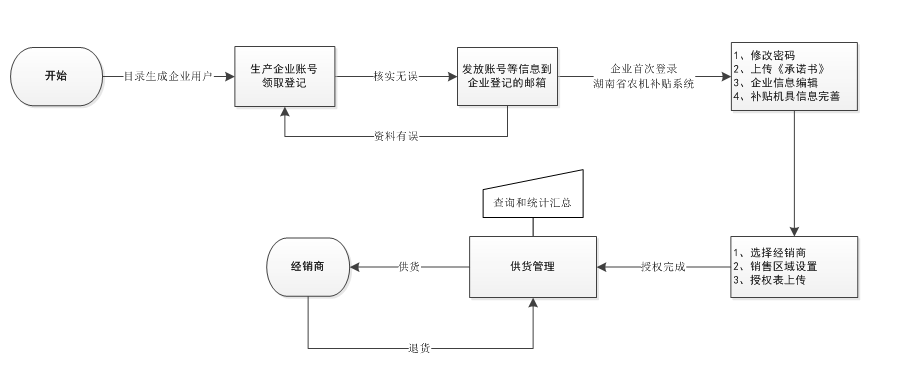 开始
目录生成企业用户
生产企业账号
领取登记
核实无误
发放账号等信息到
企业登记的邮箱
企业首次登录
湖南省农机补贴系统
1、修改密码
2、上传《承诺书》
3、企业信息编辑
4、补贴机具信息完善
资料有误
查询和统计汇总
经销商
供货
供货管理
授权完成
1、选择经销商
2、销售区域设置
3、授权表上传
退货